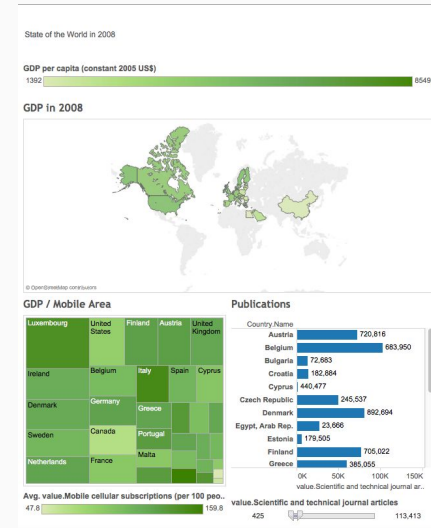 State of the World in 2008
GDP per capita (constant 2005 US$)
1392 8549
GDP in 2008
© OpenStreetMap contributors
GDP / Mobile Area
Luxembourg
United States
Finland
Austria
United Kingdom
Ireland
Belgium
Italy
Spain
Cyprus
Denmark
Germany
Greece
Sweden
Canada
Portugal
Malta
Netherlands
France
Avg. value.Mobile cellular subscriptions (per 100 peo..
47.8 159.8
Publications
Country.Name
Austria 720,816
Belgium 683,950
Bulgaria 72,683
Croatia 182,884
Cyprus 440,477
Czech Republic 245,537
Denmark 892,694
Egypt, Arab Rep. 23,666
Estonia 179,505
Finland 705,022
Greece 385,055
0K 50K 100K 150K
value.Scientific and technical journal ar..
value.Scientific and technical journal articles
425 113,413